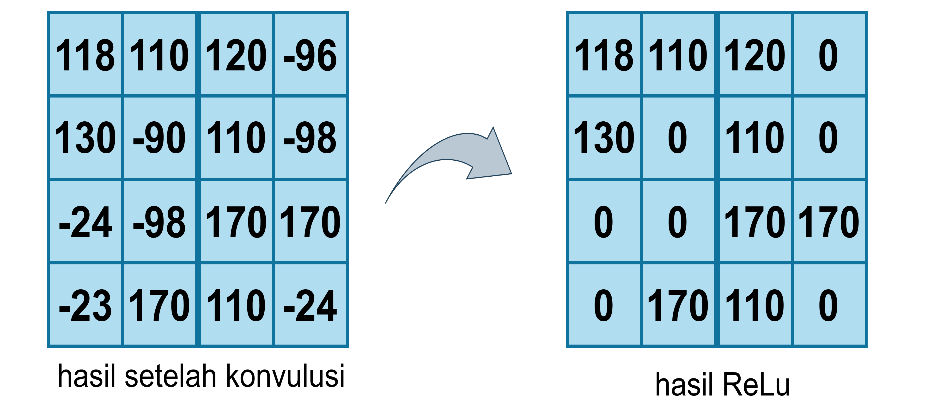 118 110 120 -96 118 110 120 0
130 -90 110 -98 130 0 110 0
-24 -98 170 170 0 0 170 170
-23 170 110 -24 0 170 110 0
hasil setelah konvulusi
hasil ReLu